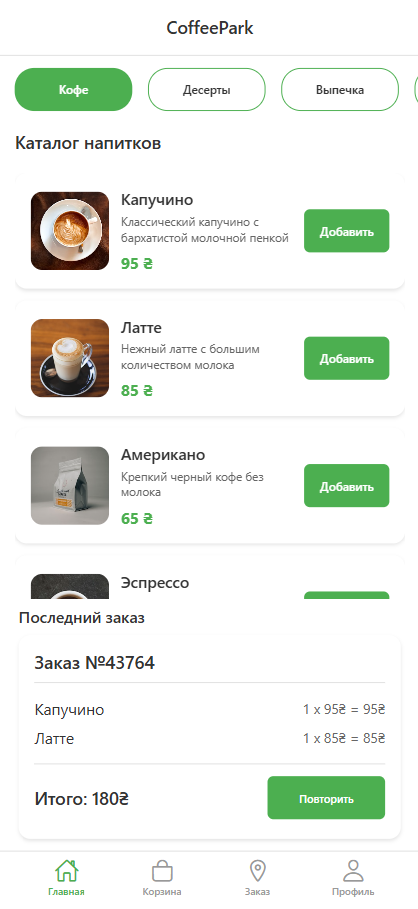 CoffeePark
Кофе
Десерты
Выпечка
Каталог напитков
Капучино
Классический капучино с
бархатистой молочной пенкой
95 ₴
Добавить
Латте
Нежный латте с большим
количеством молока
85 ₴
Добавить
Американо
Крепкий черный кофе без
молока
65 ₴
Добавить
Эспрессо
Последний заказ
Заказ №43764
Капучино 1 x 95₴ = 95₴
Латте 1 x 85₴ = 85₴
Итого: 180₴
Повторить
Главная
Корзина
Заказ
Профиль